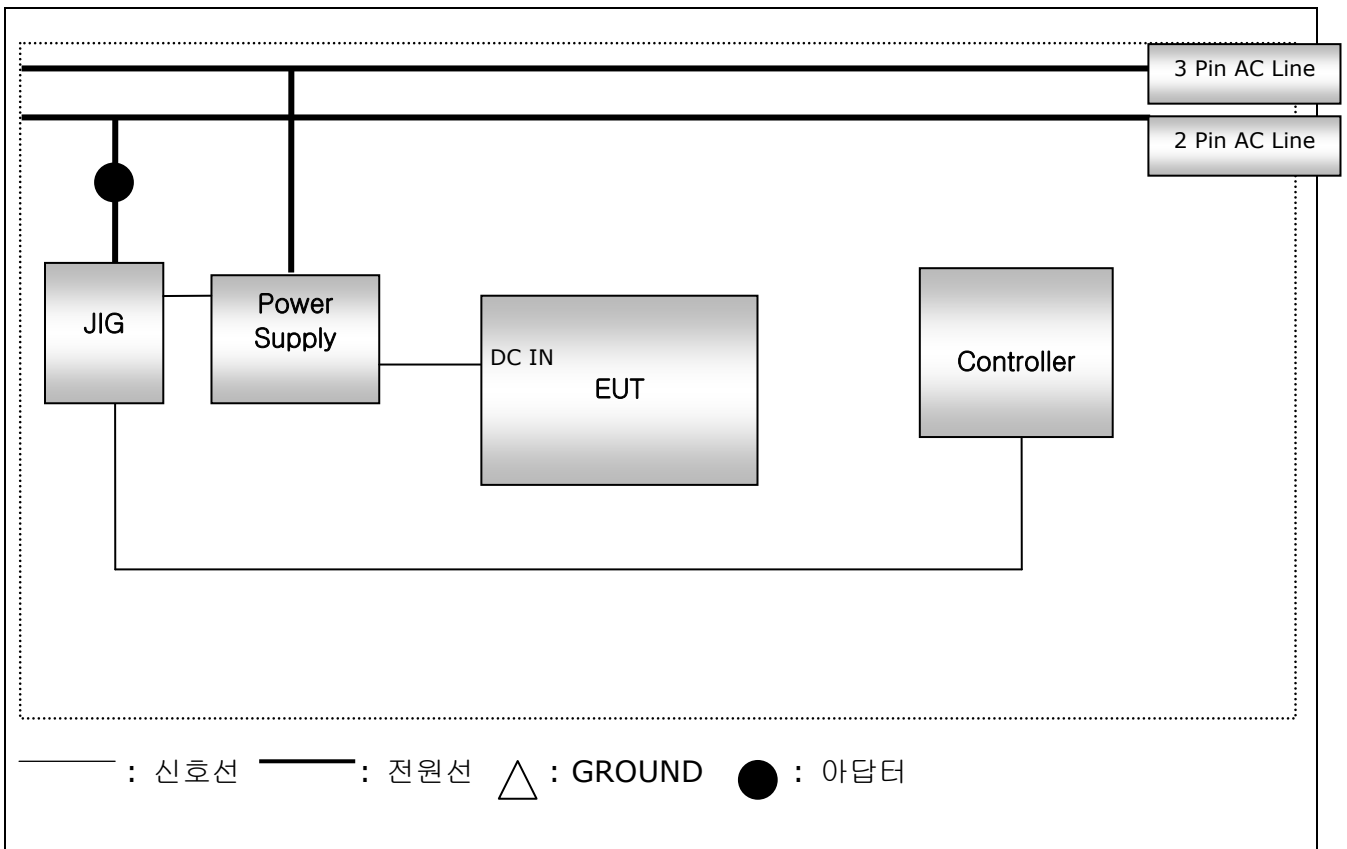 3 Pin AC Line
2 Pin AC Line
JIG
Power
Supply
DC IN
EUT
Controller
: 신호선 : 전원선 : GROUND : 아답터